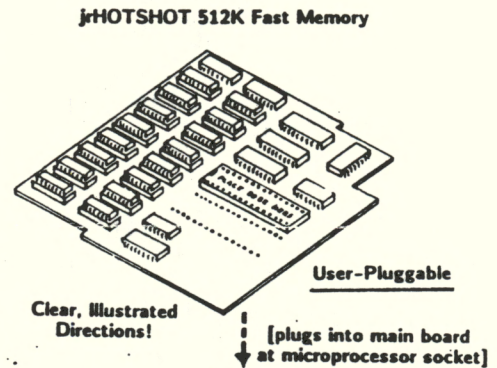 jrHOTSHOT 512K Fast Memory
User-Pluggable
Clear, Illustrated
Directions!
[plugs into main board
at microprocessor socket]